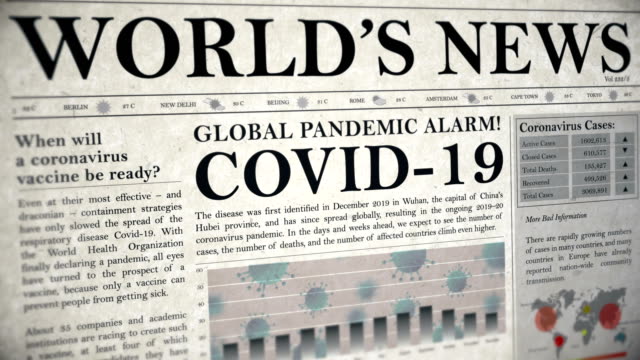 WORLD'S NEWS
BERLIN
NEW DELHI
BEIJING
ROME
AMSTERDAM
CAPE TOWN
TOKYO
When will
a coronavirus
vaccine be ready?
Even at their most effective – and
draconian – containment strategies
have only slowed the spread of the
respiratory disease Covid-19. With
the World Health Organization
finally declaring a pandemic, all eyes
have turned to the prospect of a
vaccine, because only a vaccine can
prevent people from getting sick.
About 35 companies and academic
institutions are racing to create such
a vaccine, at least four of which
GLOBAL PANDEMIC ALARM!
COVID-19
The disease was first identified in December 2019 in Wuhan, the capital of China's
Hubei province, and has since spread globally, resulting in the ongoing 2019–20
coronavirus pandemic. In the days and weeks ahead, we expect to see the number of
cases, the number of deaths, and the number of affected countries climb even higher.
Coronavirus Cases:
Active Cases
Closed Cases
Total Deaths
Recovered
Total Cases
More Bad Information
There are rapidly growing numbers
of cases in many countries, and many
countries in Europe have already
reported nation-wide community
transmission.